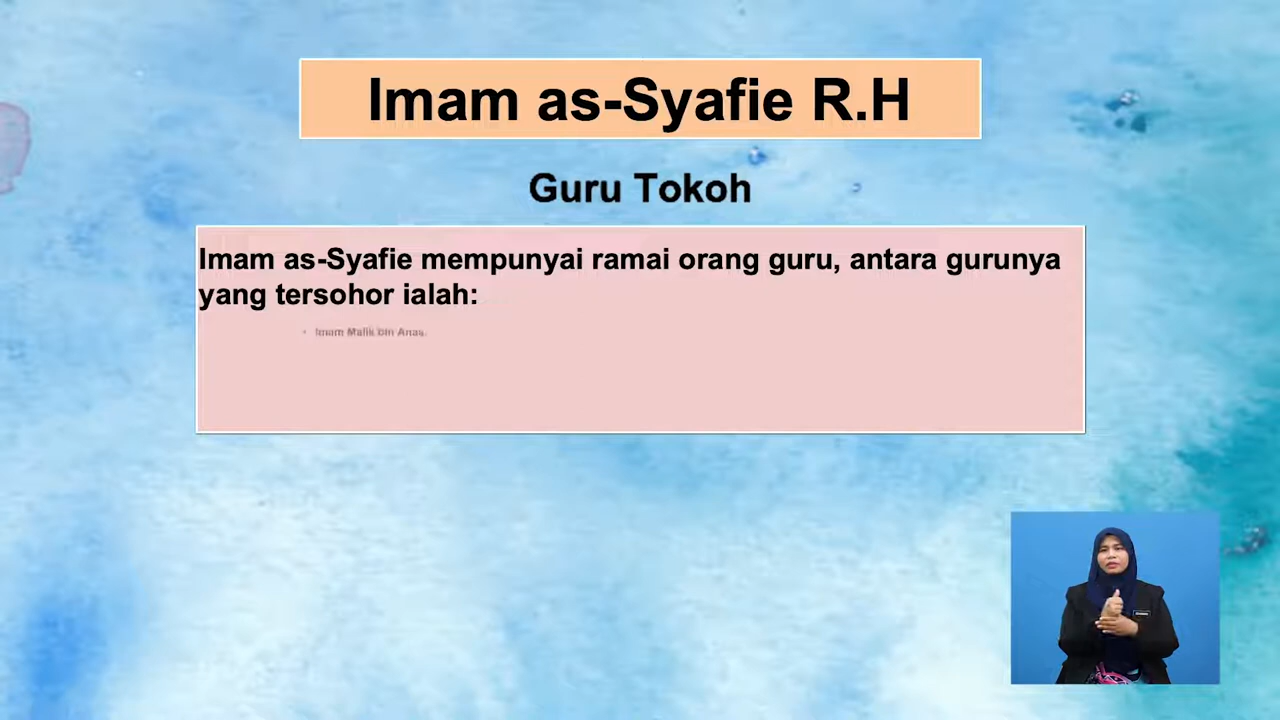 Imam as-Syafie R.H
Guru Tokoh
Imam as-Syafie mempunyai ramai orang guru, antara gurunya
yang tersohor ialah:
• Imam Malik bin Anas.